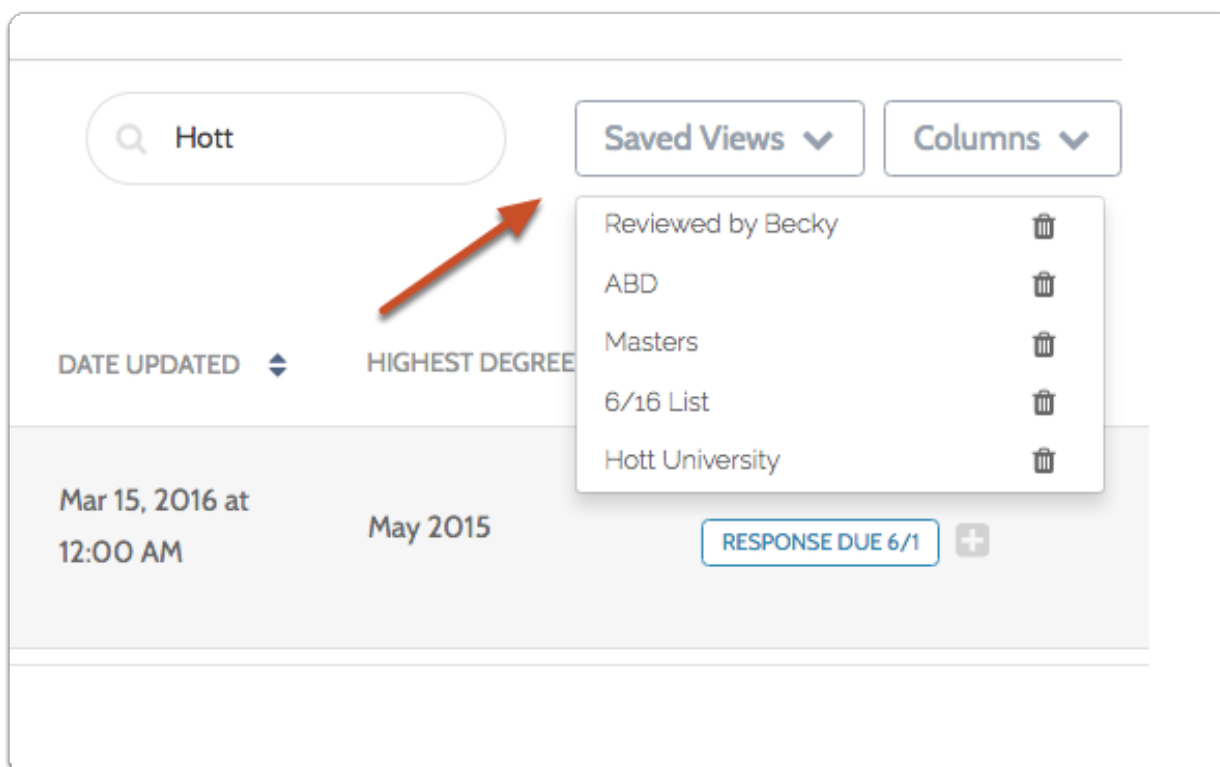 Hott
Saved Views
Columns
Reviewed by Becky
ABD
Masters
6/16 List
Hott University
DATE UPDATED
HIGHEST DEGREE
Mar 15, 2016 at
12:00 AM
May 2015
RESPONSE DUE 6/1